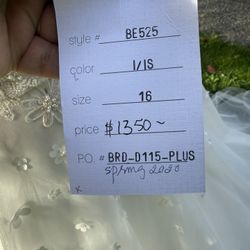 style # BE525
color I/IS
size 16
price $1350~
P.O. # BRD-D115-PLUS
spring 2020
x